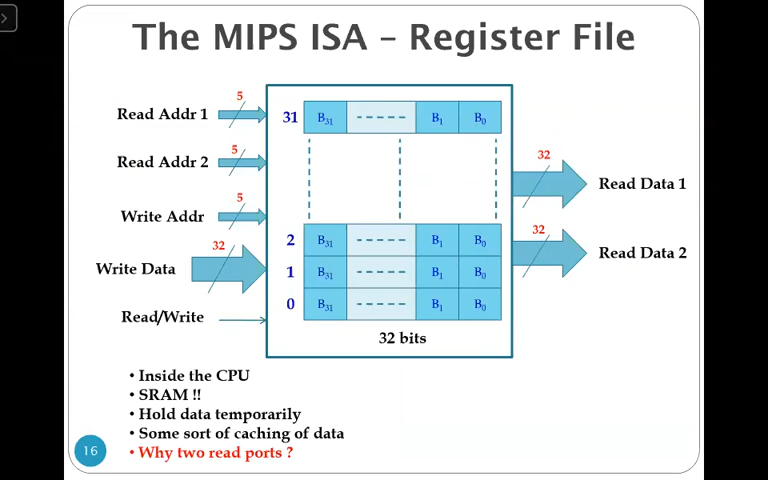 The MIPS ISA – Register File
Read Addr 1
5
Read Addr 2
5
Write Addr
5
Write Data
32
Read/Write
31 B31 ----- B1 B0
2 B31 ----- B1 B0
1 B31 ----- B1 B0
0 B31 ----- B1 B0
32 bits
32
Read Data 1
32
Read Data 2
• Inside the CPU
• SRAM !!
• Hold data temporarily
• Some sort of caching of data
• Why two read ports ?
16